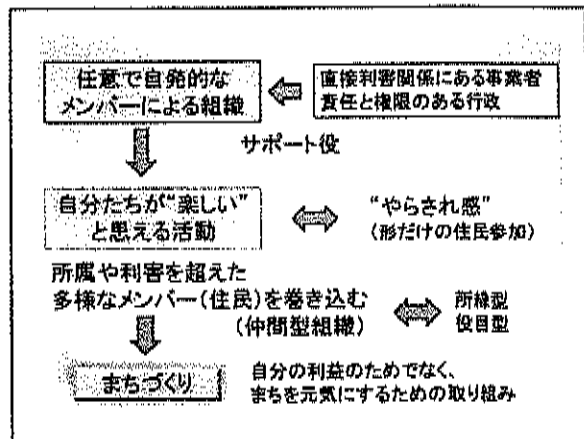 任意で自発的な
メンバーによる組織
直接利害関係にある事業者
責任と権限のある行政
サポート役
自分たちが“楽しい”
と思える活動
“やらされ感”
(形だけの住民参加)
所属や利害を超えた
多様なメンバー(住民)を巻き込む
(仲間型組織)
所縁型
役目型
まちづくり
自分の利益のためでなく、
まちを元気にするための取り組み